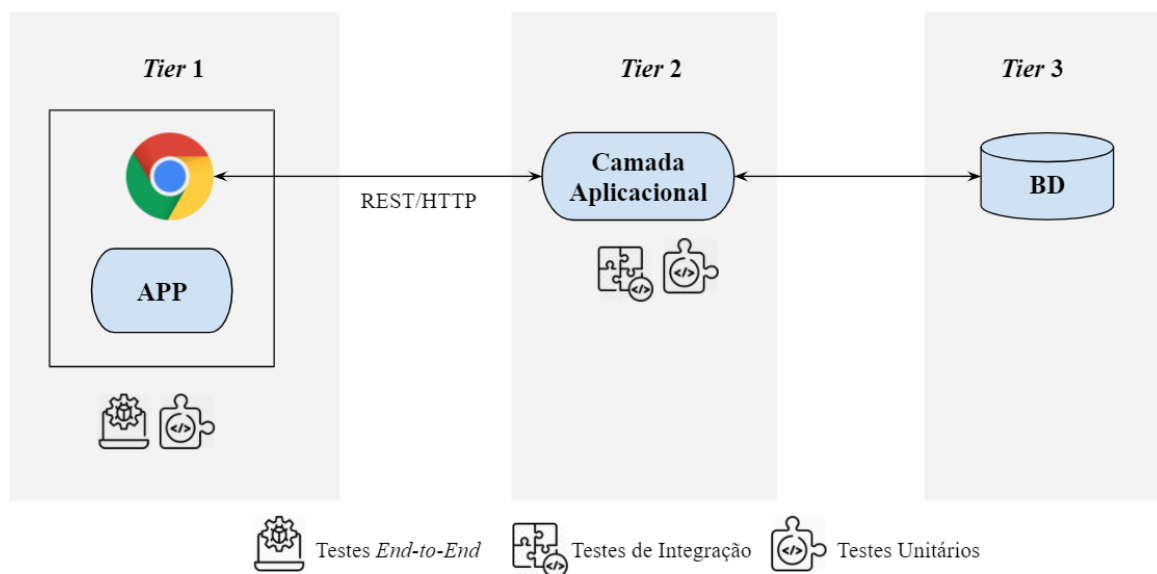 Tier 1
Tier 2
Tier 3
Camada
Aplicacional
BD
REST/HTTP
APP
Testes End-to-End
Testes de Integração
Testes Unitários